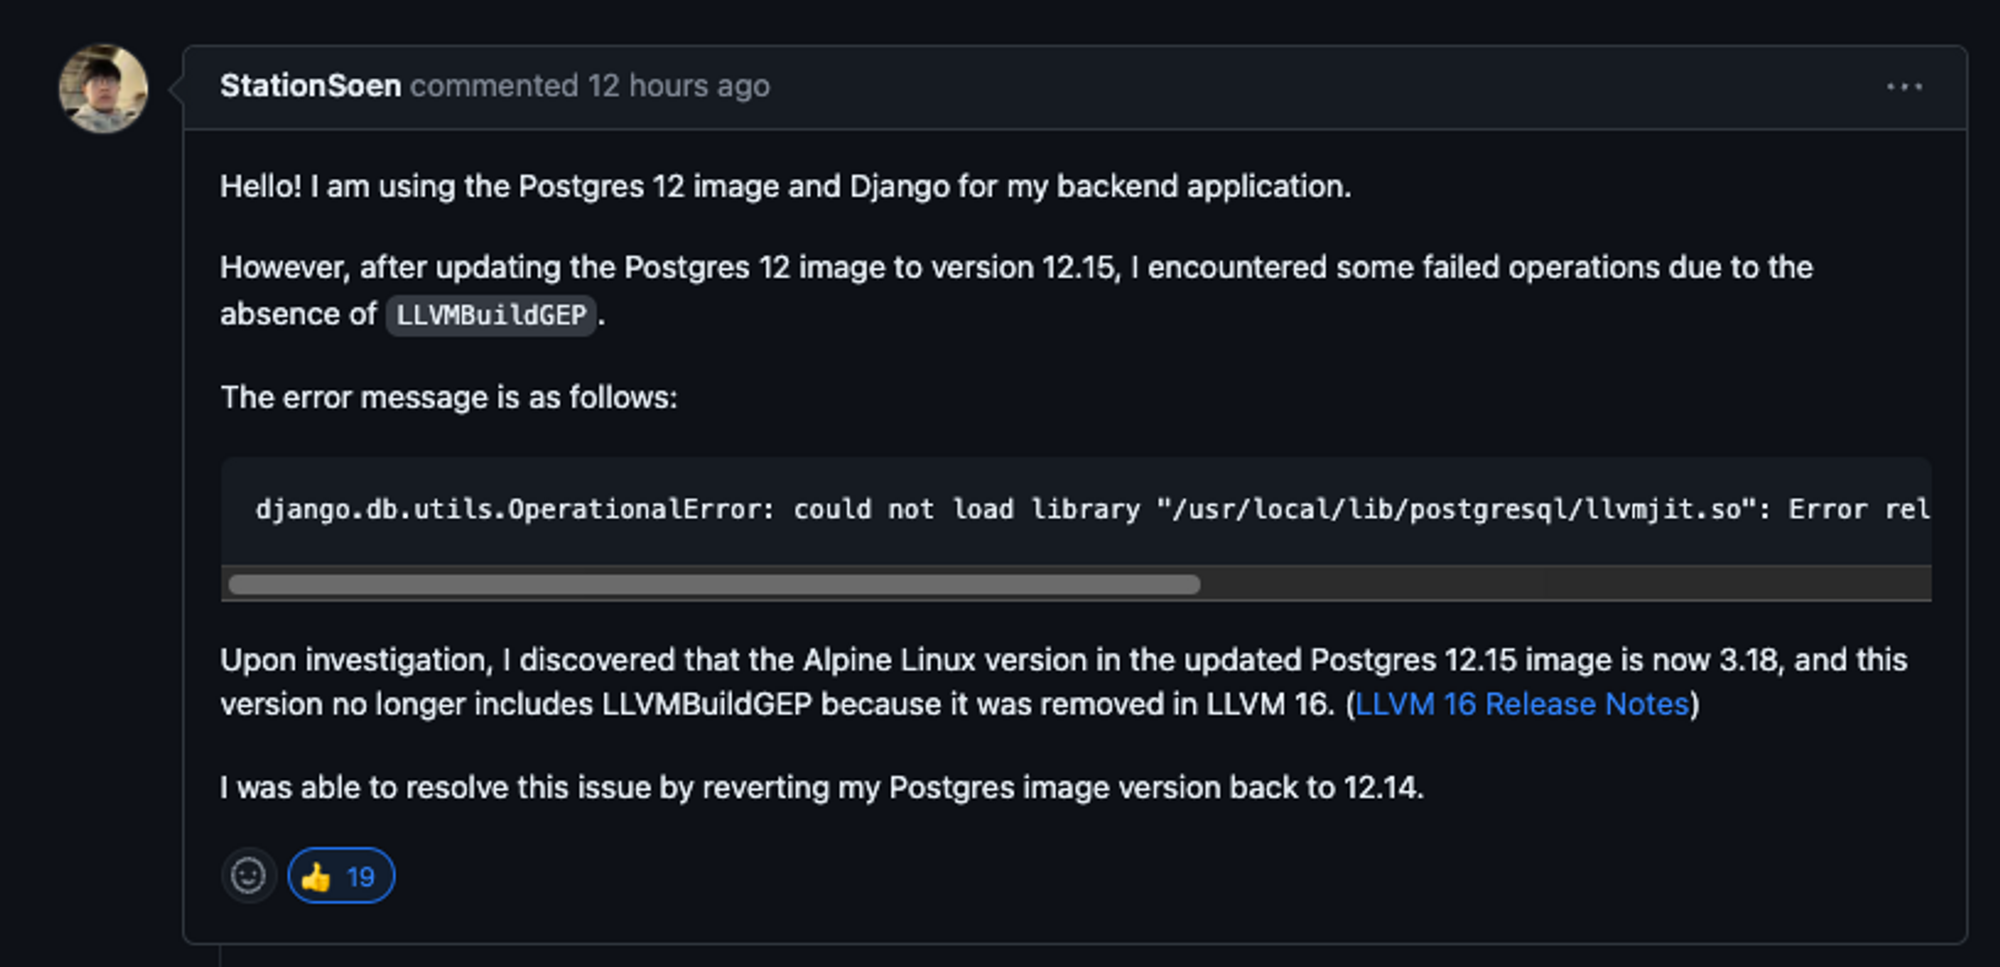 StationSoen commented 12 hours ago
Hello! I am using the Postgres 12 image and Django for my backend application.
However, after updating the Postgres 12 image to version 12.15, I encountered some failed operations due to the
absence of LLVMBuildGEP.
The error message is as follows:
django.db.utils.OperationalError: could not load library "/usr/local/lib/postgresql/llvmjit.so": Error rel
Upon investigation, I discovered that the Alpine Linux version in the updated Postgres 12.15 image is now 3.18, and this
version no longer includes LLVMBuildGEP because it was removed in LLVM 16. (LLVM 16 Release Notes)
I was able to resolve this issue by reverting my Postgres image version back to 12.14.
👍 19